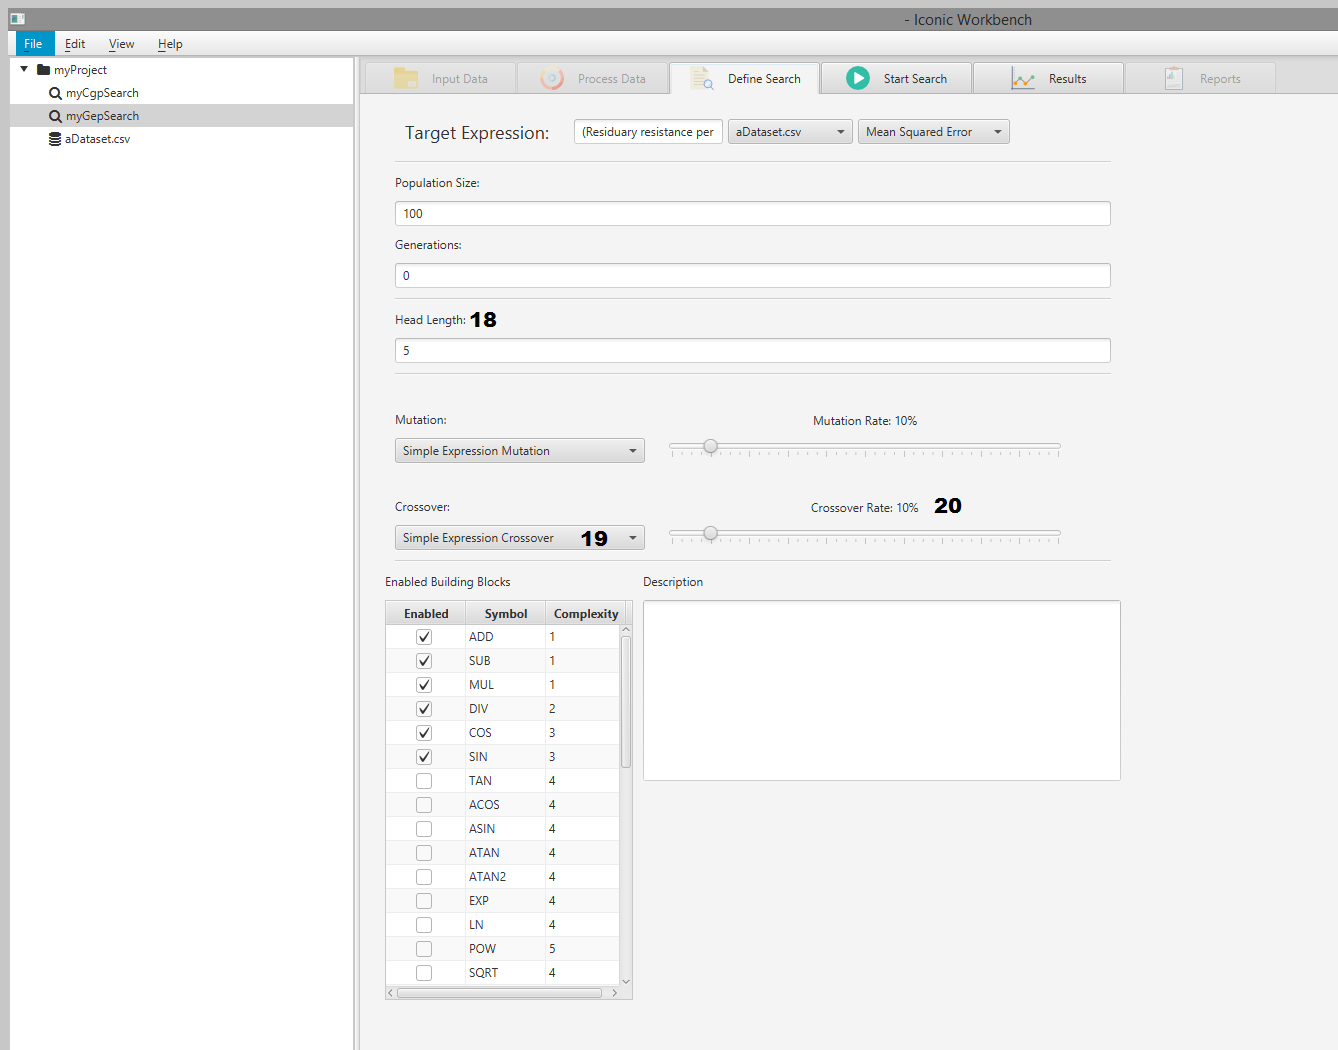 - Iconic Workbench
File Edit View Help
myProject
myCgpSearch
myGepSearch
aDataset.csv
Input Data Process Data Define Search Start Search Results Reports
Target Expression: (Residuary resistance per aDataset.csv Mean Squared Error
Population Size:
100
Generations:
0
Head Length: 18
5
Mutation: Mutation Rate: 10%
Simple Expression Mutation
Crossover: Crossover Rate: 10% 20
Simple Expression Crossover 19
Enabled Building Blocks Description
Enabled Symbol Complexity
ADD 1
SUB 1
MUL 1
DIV 2
COS 3
SIN 3
TAN 4
ACOS 4
ASIN 4
ATAN 4
ATAN2 4
EXP 4
LN 4
POW 5
SQRT 4